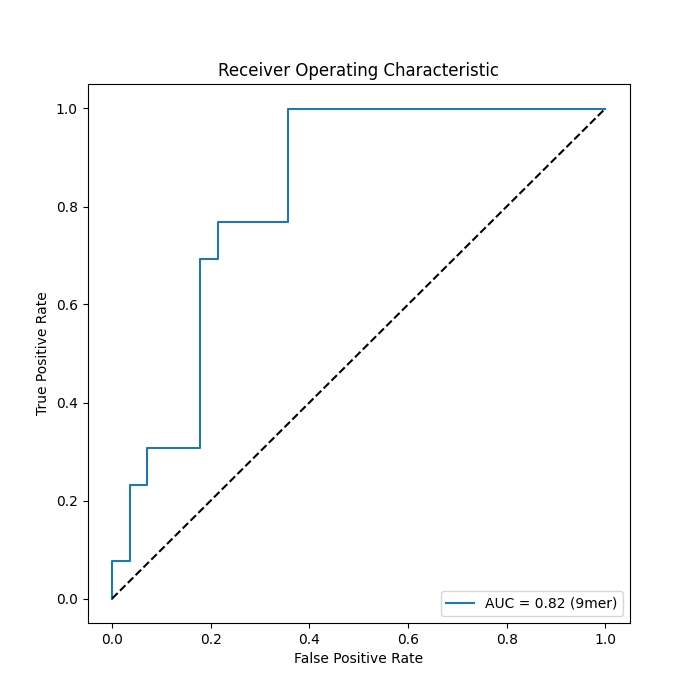 Receiver Operating Characteristic
1.0
0.8
0.6
0.4
0.2
0.0
True Positive Rate
AUC = 0.82 (9mer)
0.0 0.2 0.4 0.6 0.8 1.0
False Positive Rate